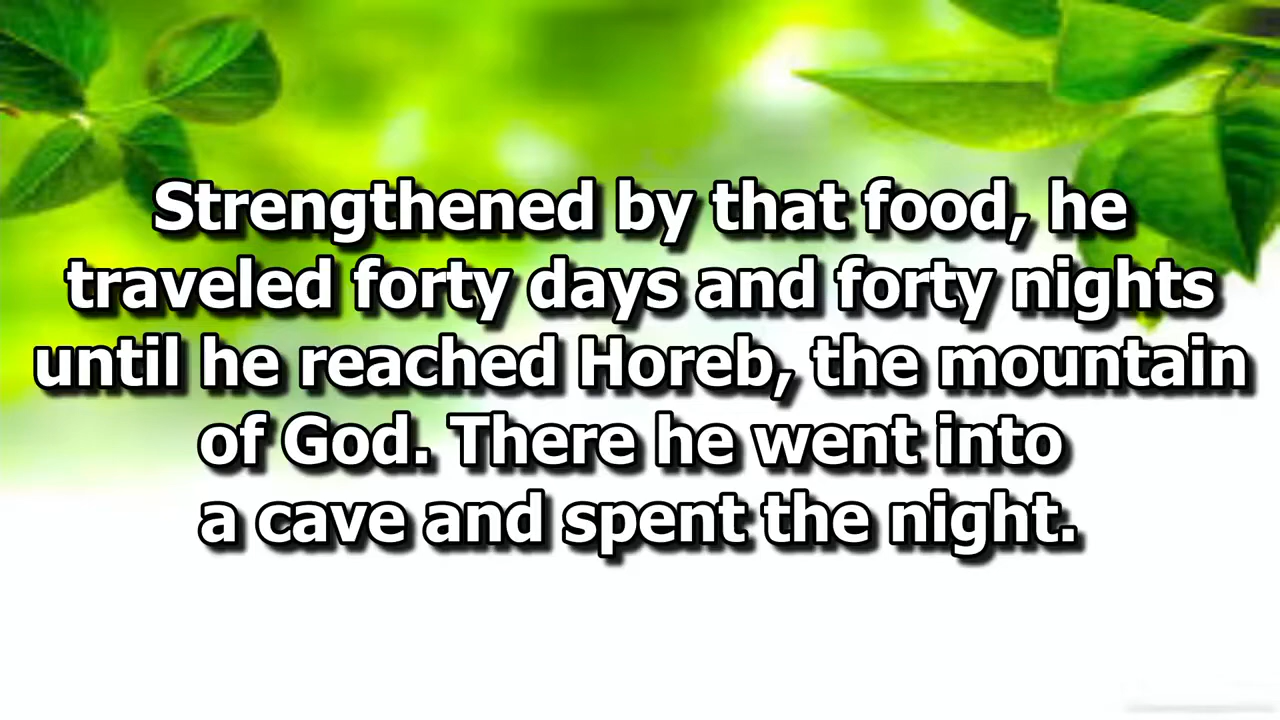 Strengthened by that food, he
traveled forty days and forty nights
until he reached Horeb, the mountain
of God. There he went into
a cave and spent the night.